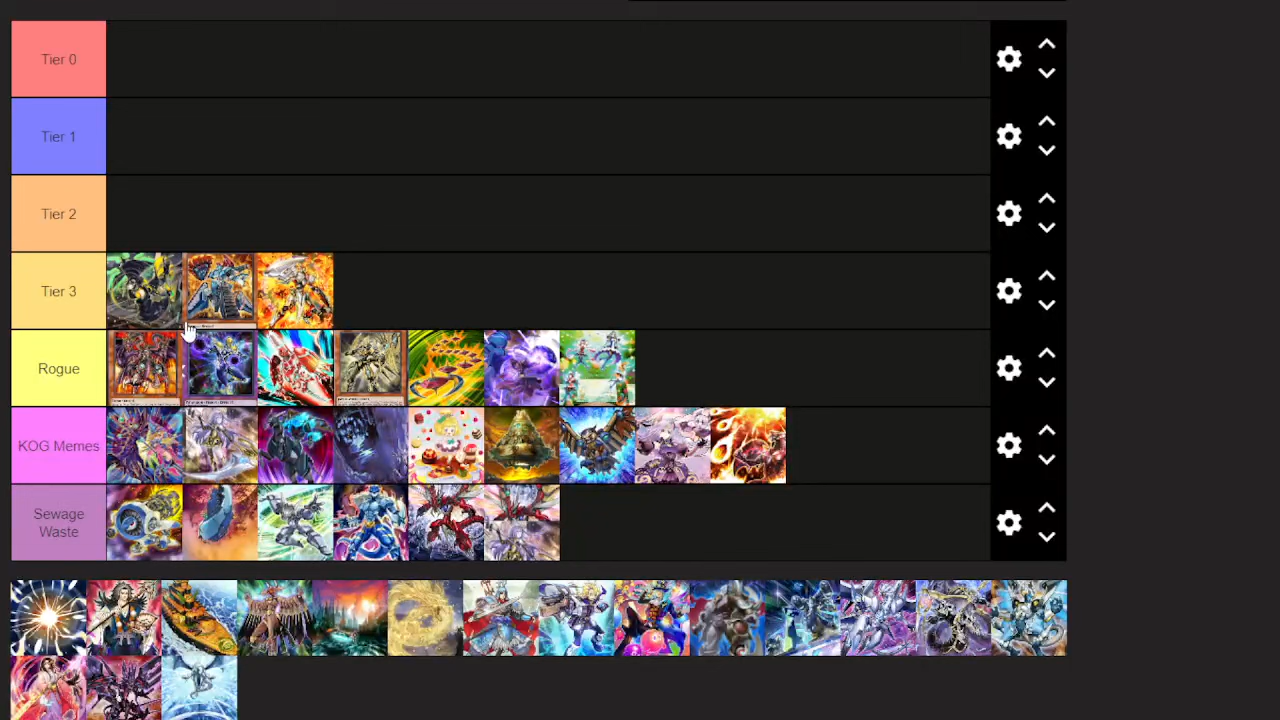 Tier 0
Tier 1
Tier 2
Tier 3
Rogue
KOG Memes
Sewage
Waste